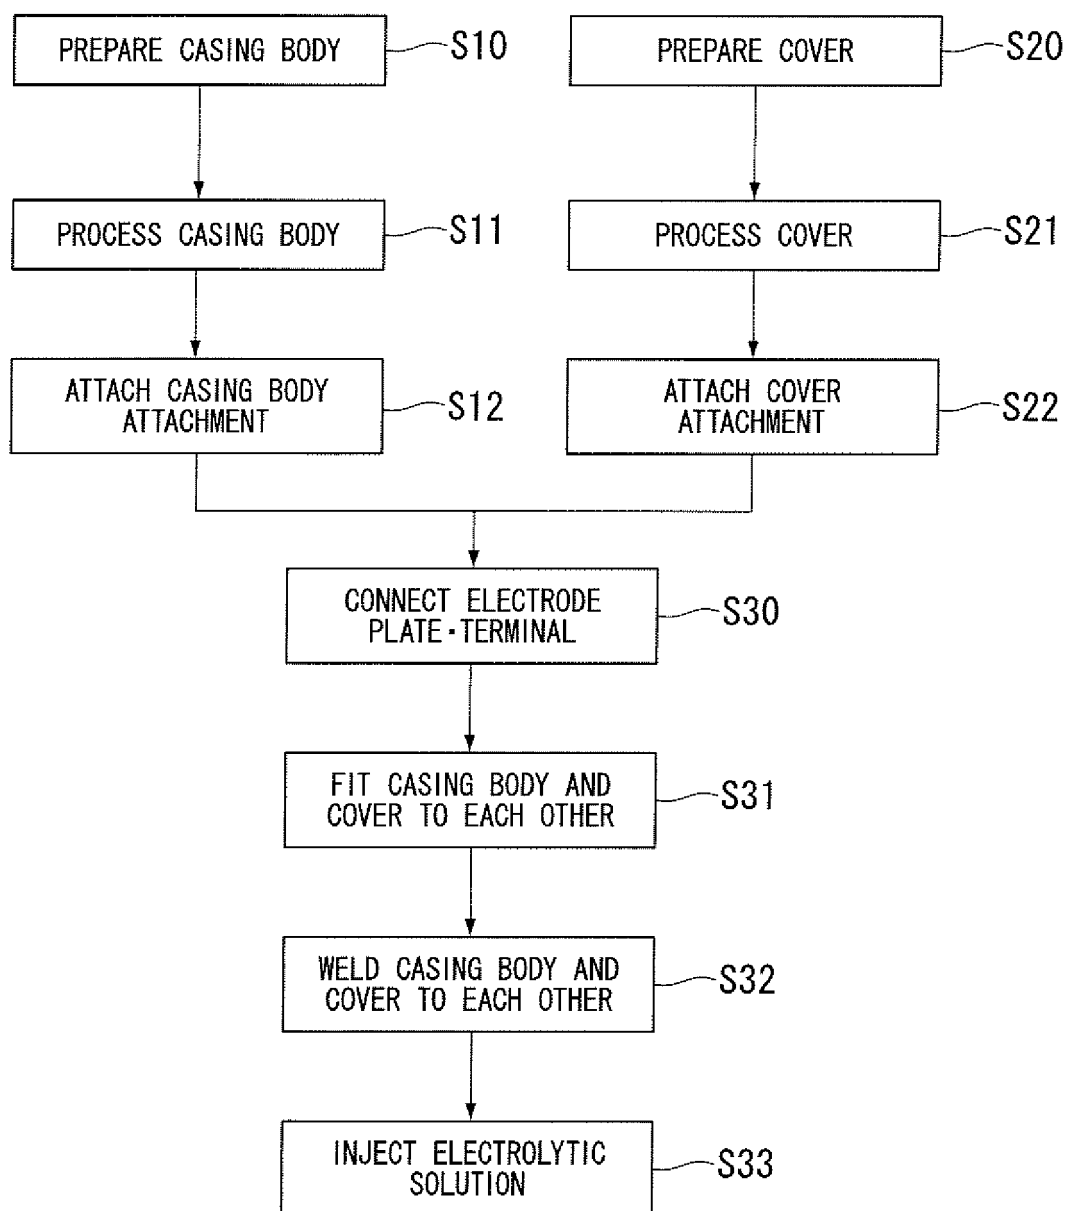 PREPARE CASING BODY
S10
PREPARE COVER
S20
PROCESS CASING BODY
S11
PROCESS COVER
S21
ATTACH CASING BODY
ATTACHMENT
S12
ATTACH COVER
ATTACHMENT
S22
CONNECT ELECTRODE
PLATE・TERMINAL
S30
FIT CASING BODY AND
COVER TO EACH OTHER
S31
WELD CASING BODY AND
COVER TO EACH OTHER
S32
INJECT ELECTROLYTIC
SOLUTION
S33